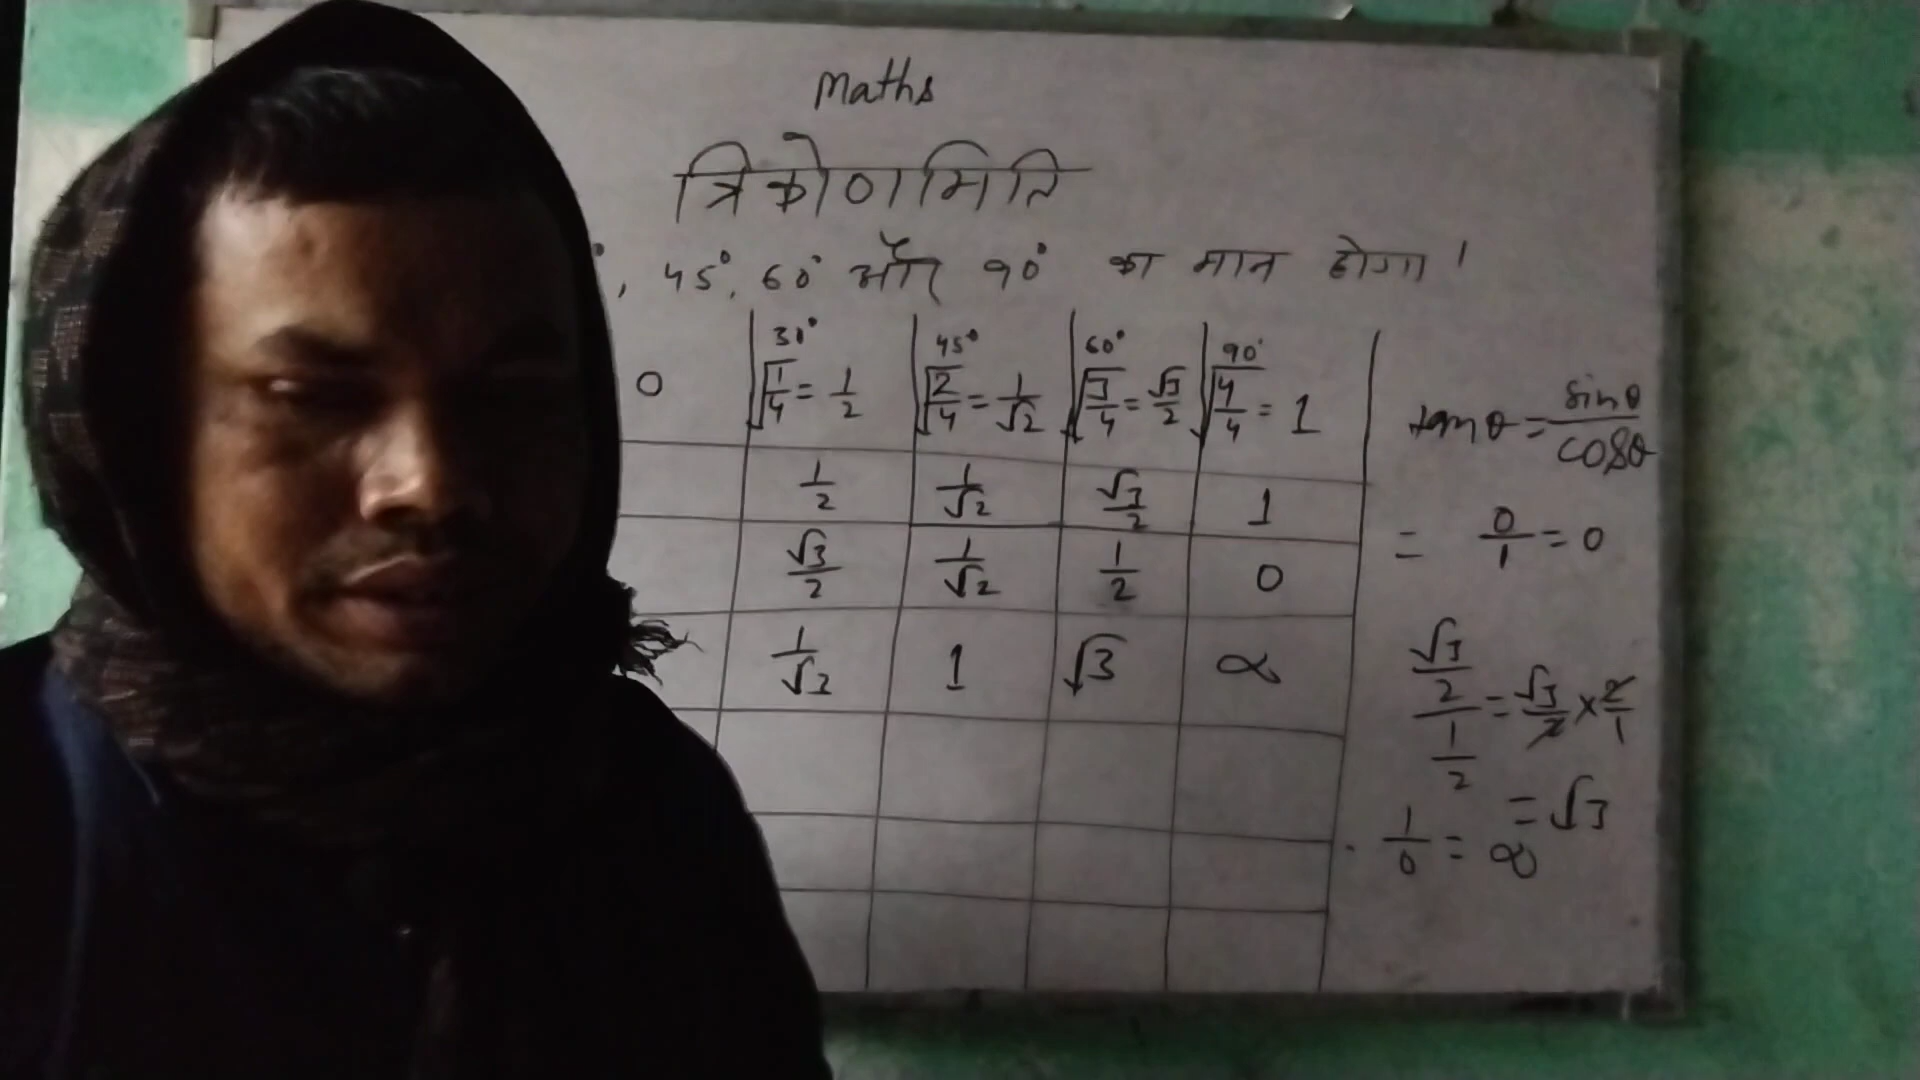 Maths
त्रिकोणमिति
°, 45°, 60° और 90° का मान होगा।
30° 45° 60° 90°
0 √1/4 = 1/2 √2/4 = 1/√2 √3/4 = √3/2 √4/4 = 1
1/2 1/√2 √3/2 1
√3/2 1/√2 1/2 0
1/√3 1 √3 ∞
tanθ = sinθ/cosθ
= 0/1 = 0
√3/2 / 1/2 = √3/2 × 2/1
= √3
1/0 = ∞